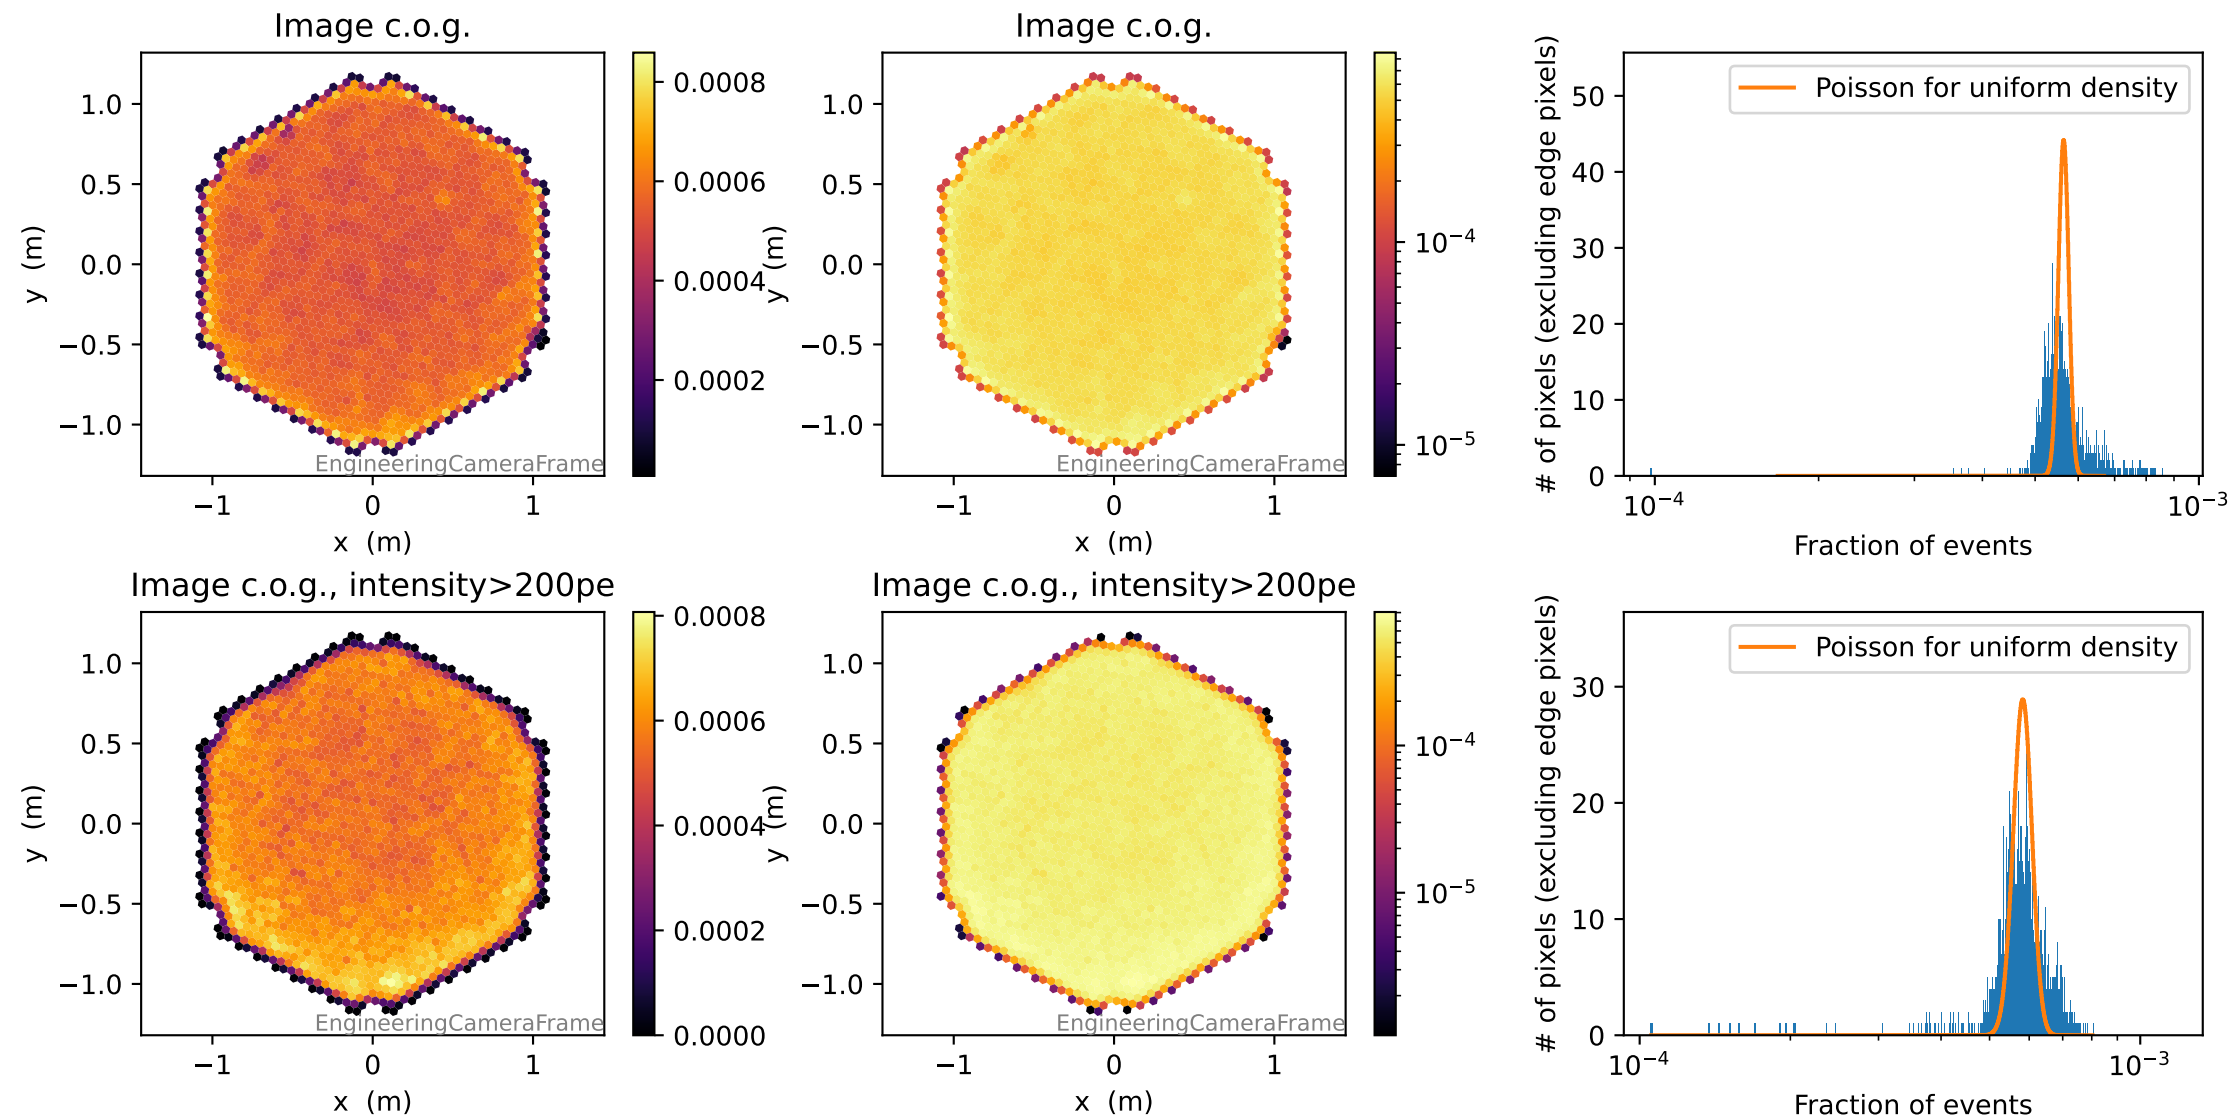 Image c.o.g.
1.0
0.5
0.0
−0.5
−1.0
y (m)
−1
0
1
x (m)
EngineeringCameraFrame
0.0008
0.0006
0.0004
0.0002
Image c.o.g.
1.0
0.5
0.0
−0.5
−1.0
y (m)
−1
0
1
x (m)
EngineeringCameraFrame
10⁻⁴
10⁻⁵
Poisson for uniform density
# of pixels (excluding edge pixels)
50
40
30
20
10
0
10⁻⁴
10⁻³
Fraction of events
Image c.o.g., intensity>200pe
1.0
0.5
0.0
−0.5
−1.0
y (m)
−1
0
1
x (m)
EngineeringCameraFrame
0.0008
0.0006
0.0004
0.0002
0.0000
Image c.o.g., intensity>200pe
1.0
0.5
0.0
−0.5
−1.0
y (m)
−1
0
1
x (m)
EngineeringCameraFrame
10⁻⁴
10⁻⁵
Poisson for uniform density
# of pixels (excluding edge pixels)
30
20
10
0
10⁻⁴
10⁻³
Fraction of events